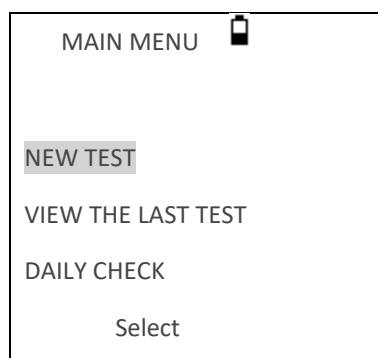 MAIN MENU
NEW TEST
VIEW THE LAST TEST
DAILY CHECK
Select